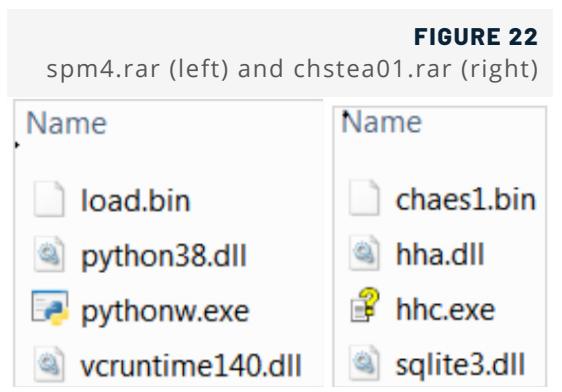 FIGURE 22
spm4.rar (left) and chstea01.rar (right)
Name
load.bin
python38.dll
pythonw.exe
vcruntime140.dll
Name
chaes1.bin
hha.dll
hhc.exe
sqlite3.dll